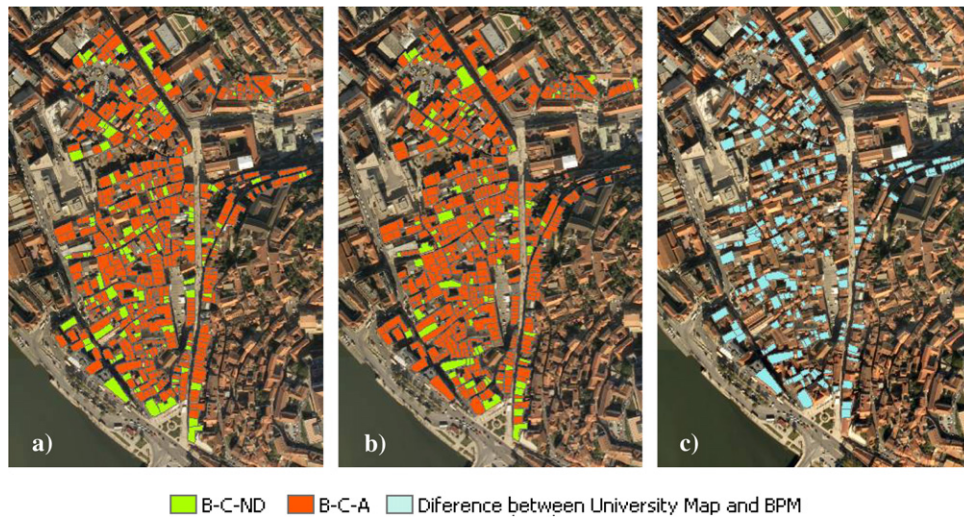 a)
b)
c)
B-C-ND
B-C-A
Diference between University Map and BPM